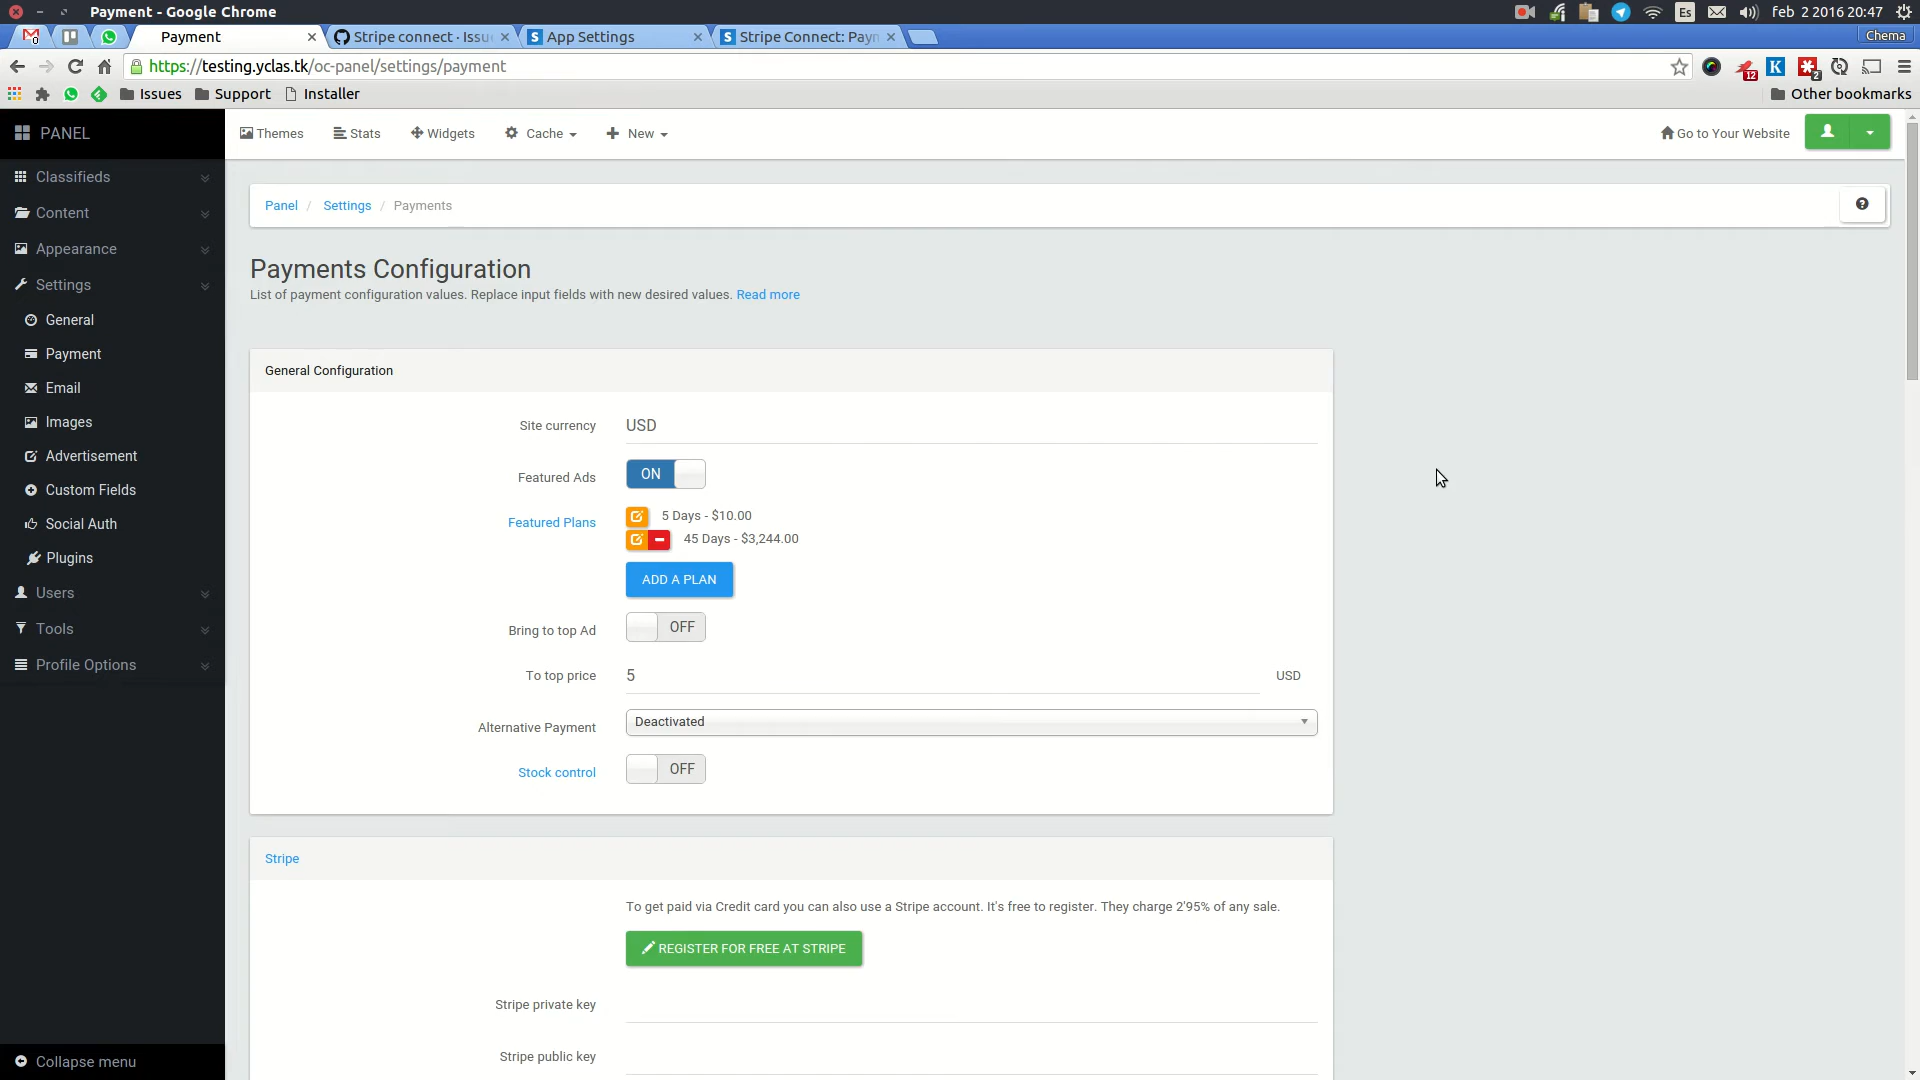 Payment - Google Chrome
Es
feb 2 2016 20:47
0
Payment
Stripe connect · Issu
App Settings
Stripe Connect: Payn
Chema
https://testing.yclas.tk/oc-panel/settings/payment
12
K
2
Issues
Support
Installer
Other bookmarks
PANEL
Themes
Stats
Widgets
Cache
New
Go to Your Website
Classifieds
Content
Appearance
Settings
General
Payment
Email
Images
Advertisement
Custom Fields
Social Auth
Plugins
Users
Tools
Profile Options
Collapse menu
Panel / Settings / Payments
Payments Configuration
List of payment configuration values. Replace input fields with new desired values. Read more
General Configuration
Site currency USD
Featured Ads ON
Featured Plans 5 Days - $10.00
45 Days - $3,244.00
ADD A PLAN
Bring to top Ad OFF
To top price 5 USD
Alternative Payment Deactivated
Stock control OFF
Stripe
To get paid via Credit card you can also use a Stripe account. It's free to register. They charge 2'95% of any sale.
REGISTER FOR FREE AT STRIPE
Stripe private key
Stripe public key